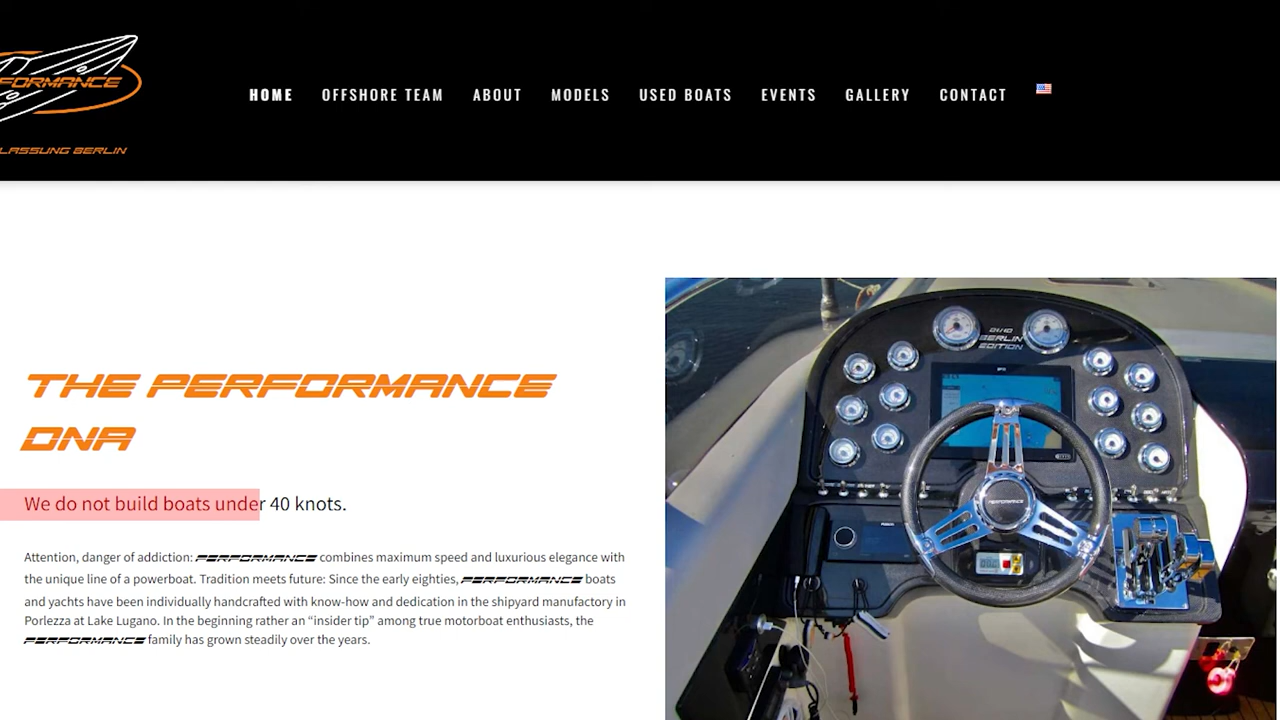 FORMANCE
LASSUNG BERLIN
HOME OFFSHORE TEAM ABOUT MODELS USED BOATS EVENTS GALLERY CONTACT
THE PERFORMANCE
DNA
We do not build boats under 40 knots.
Attention, danger of addiction: PERFORMANCE combines maximum speed and luxurious elegance with
the unique line of a powerboat. Tradition meets future: Since the early eighties, PERFORMANCE boats
and yachts have been individually handcrafted with know-how and dedication in the shipyard manufactory in
Porlezza at Lake Lugano. In the beginning rather an “insider tip” among true motorboat enthusiasts, the
PERFORMANCE family has grown steadily over the years.
BERLIN
EDITION
PERFORMANCE